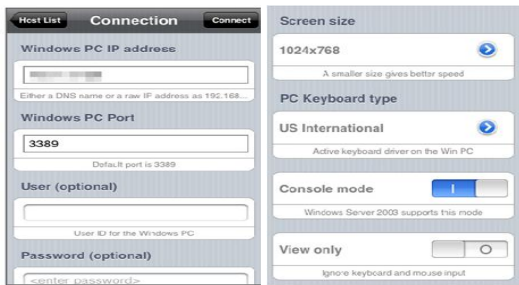 Host List
Connection
Connect
Windows PC IP address
Either a DNS name or a raw IP address as 192.168...
Windows PC Port
3389
Default port is 3389
User (optional)
User ID for the Windows PC
Password (optional)
<enter password>
Screen size
1024x768
A smaller size gives better speed
PC Keyboard type
US International
Active keyboard driver on the Win PC
Console mode
Windows Server 2003 supports this mode
View only
Ignore keyboard and mouse input